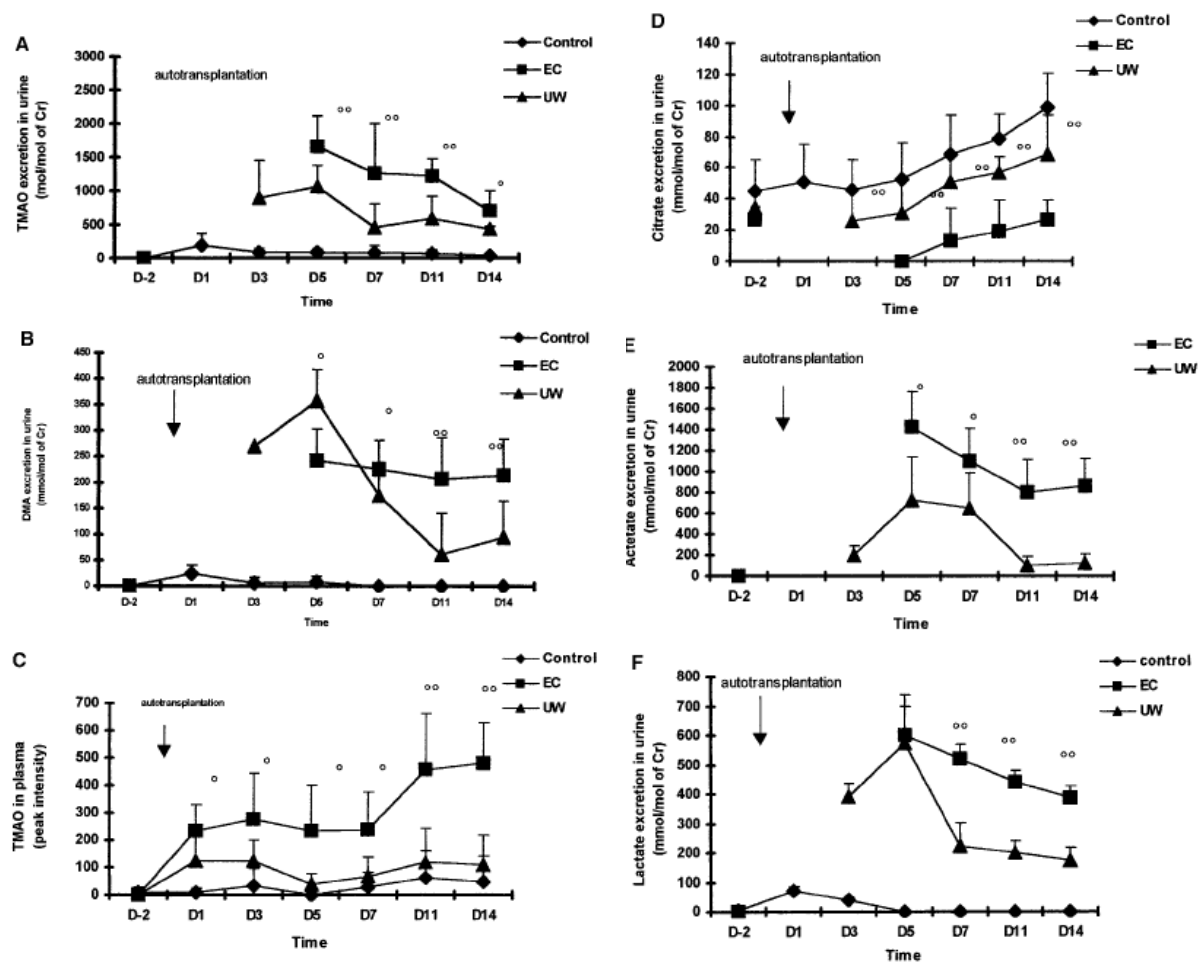 A
TMAO excretion in urine
(mol/mol of Cr)
3000
2500
2000
1500
1000
500
0
autotransplantation
Control
EC
UW
°°
°°
°°
°
D-2 D1 D3 D5 D7 D11 D14
Time
B
DMA excretion in urine
(mmol/mol of Cr)
450
400
350
300
250
200
150
100
50
0
autotransplantation
Control
EC
UW
°
°
°°
°°
D-2 D1 D3 D5 D7 D11 D14
Time
C
TMAO in plasma
(peak intensity)
700
600
500
400
300
200
100
0
autotransplantation
Control
EC
UW
°
°
°
°
°°
°°
D-2 D1 D3 D5 D7 D11 D14
Time
D
Citrate excretion in urine
(mmol/mol of Cr)
140
120
100
80
60
40
20
0
autotransplantation
Control
EC
UW
°°
°°
°°
°°
°°
D-2 D1 D3 D5 D7 D11 D14
Time
E
Actetate excretion in urine
(mmol/mol of Cr)
2000
1800
1600
1400
1200
1000
800
600
400
200
0
autotransplantation
EC
UW
°
°
°°
°°
D-2 D1 D3 D5 D7 D11 D14
Time
F
Lactate excretion in urine
(mmol/mol of Cr)
800
700
600
500
400
300
200
100
0
autotransplantation
control
EC
UW
°°
°°
°°
D-2 D1 D3 D5 D7 D11 D14
Time